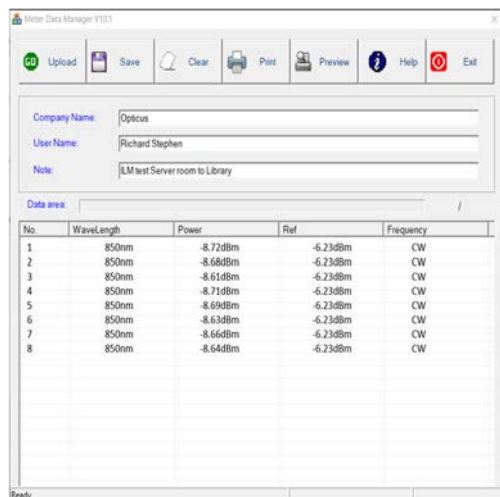 Meter Data Manager V10.1
GO Upload Save Clear Print Preview Help Exit
Company Name: Opticus
User Name: Richard Stephen
Note: ILM test Server room to Library
Data area: /
No. WaveLength Power Ref Frequency
1 850nm -8.72dBm -6.23dBm CW
2 850nm -8.68dBm -6.23dBm CW
3 850nm -8.61dBm -6.23dBm CW
4 850nm -8.71dBm -6.23dBm CW
5 850nm -8.69dBm -6.23dBm CW
6 850nm -8.63dBm -6.23dBm CW
7 850nm -8.66dBm -6.23dBm CW
8 850nm -8.64dBm -6.23dBm CW
Ready